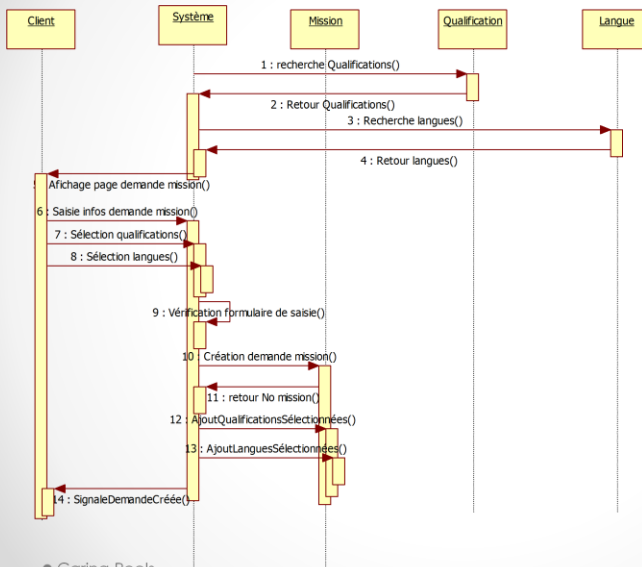 Client
Système
Mission
Qualification
Langue
1 : recherche Qualifications()
2 : Retour Qualifications()
3 : Recherche langues()
4 : Retour langues()
5 : Afichage page demande mission()
6 : Saisie infos demande mission()
7 : Sélection qualifications()
8 : Sélection langues()
9 : Vérification formulaire de saisie()
10 : Création demande mission()
11 : retour No mission()
12 : AjoutQualificationsSélectionnées()
13 : AjoutLanguesSélectionnées()
14 : SignaleDemandeCréée()